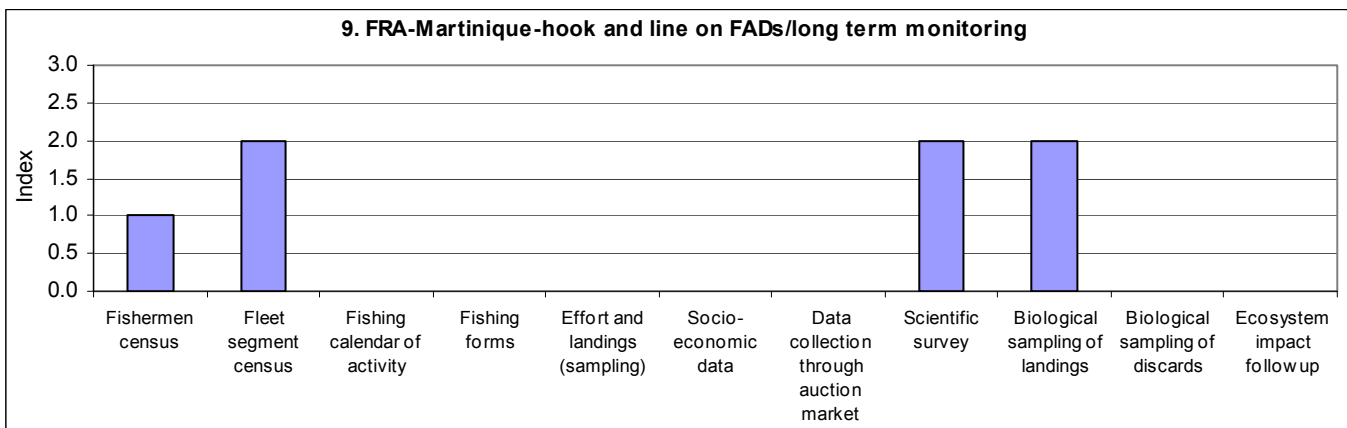 9. FRA-Martinique-hook and line on FADs/long term monitoring
Index
3.0
2.5
2.0
1.5
1.0
0.5
0.0
Fishermen
census
Fleet
segment
census
Fishing
calendar of
activity
Fishing
forms
Effort and
landings
(sampling)
Socio-
economic
data
Data
collection
through
auction
market
Scientific
survey
Biological
sampling of
landings
Biological
sampling of
discards
Ecosystem
impact
followup